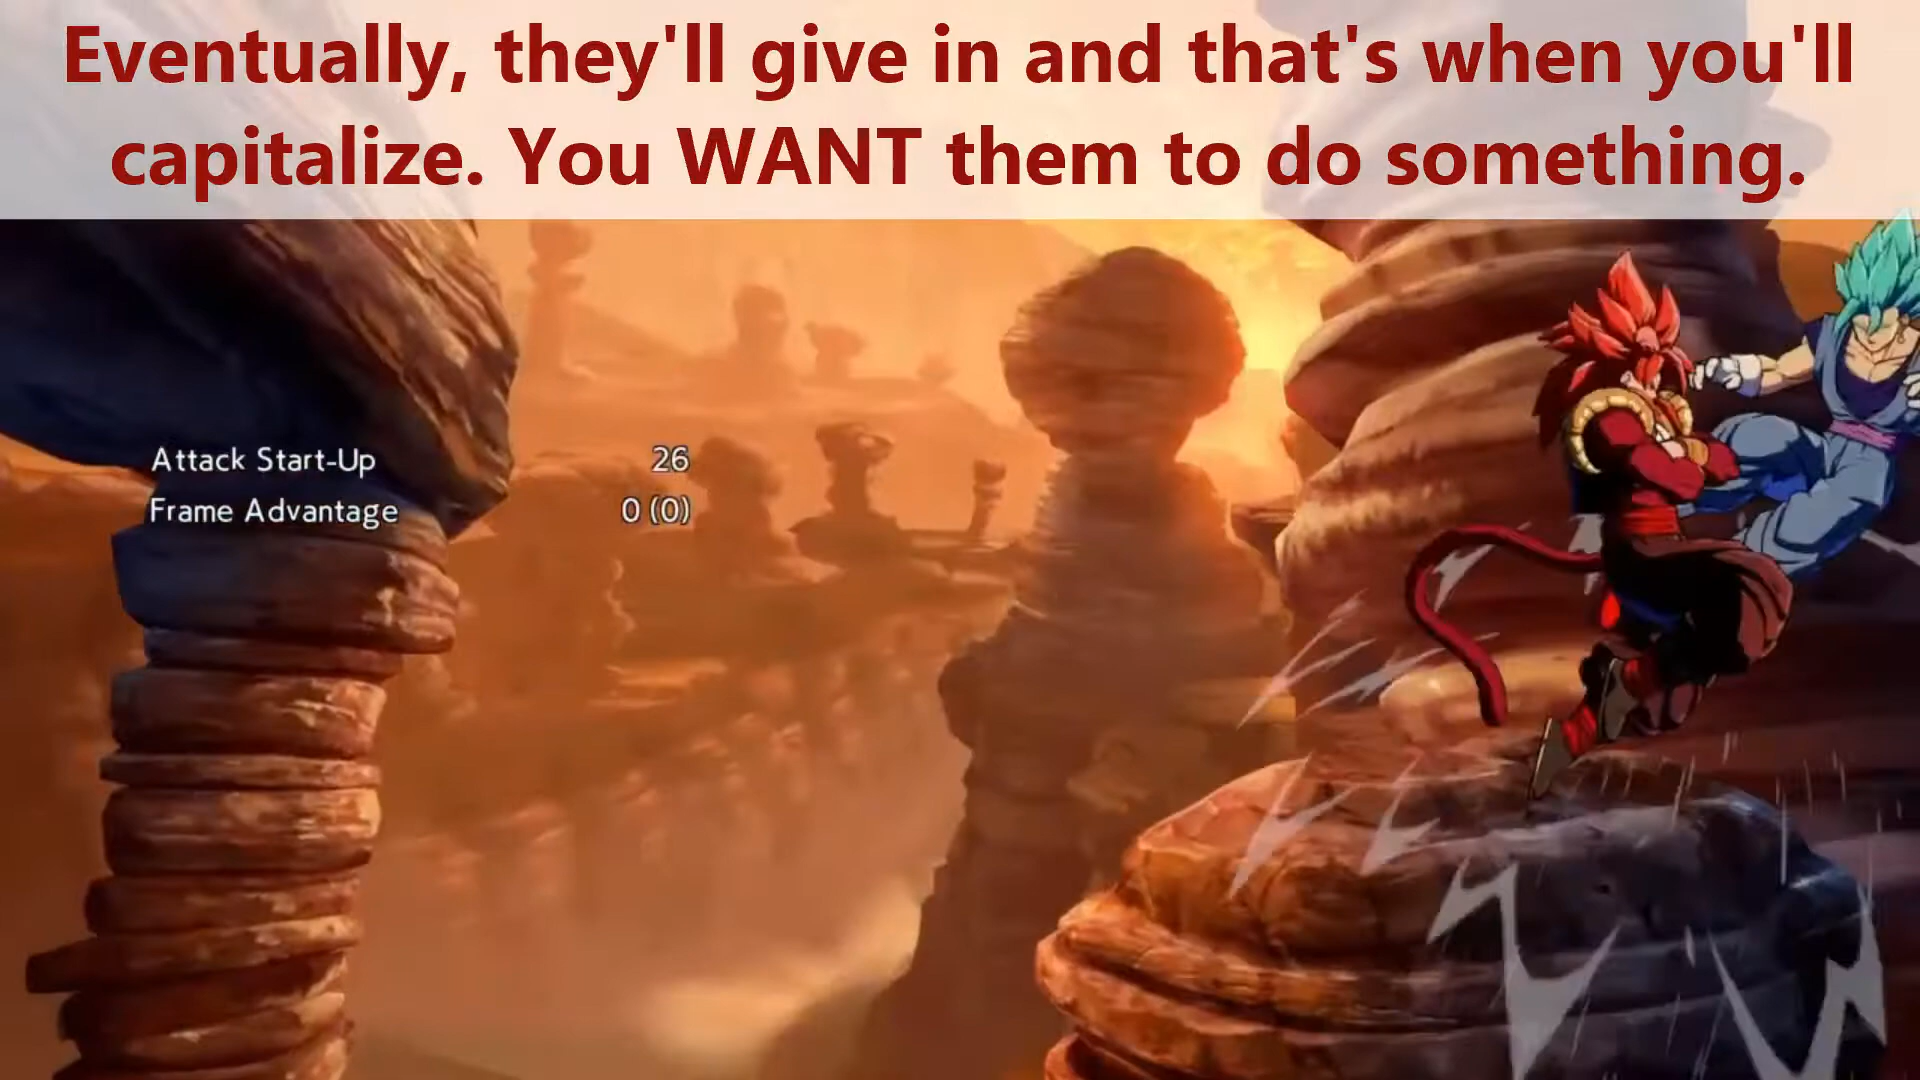 Eventually, they'll give in and that's when you'll
capitalize. You WANT them to do something.
Attack Start-Up 26
Frame Advantage 0 (0)